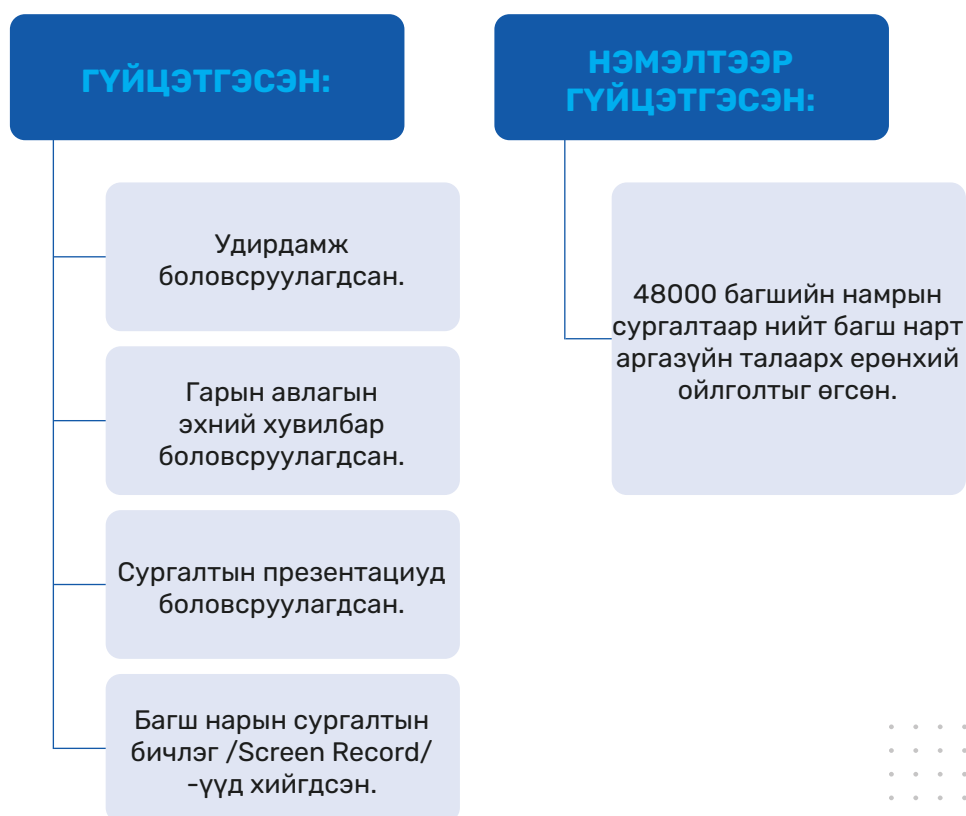 ГҮЙЦЭТГЭСЭН:
Удирдамж
боловсруулагдсан.
Гарын авлагын
эхний хувилбар
боловсруулагдсан.
Сургалтын презентациуд
боловсруулагдсан.
Багш нарын сургалтын
бичлэг /Screen Record/
-үүд хийгдсэн.
НЭМЭЛТЭЭР
ГҮЙЦЭТГЭСЭН:
48000 багшийн намрын
сургалтаар нийт багш нарт
аргазүйн талаарх ерөнхий
ойлголтыг өгсөн.